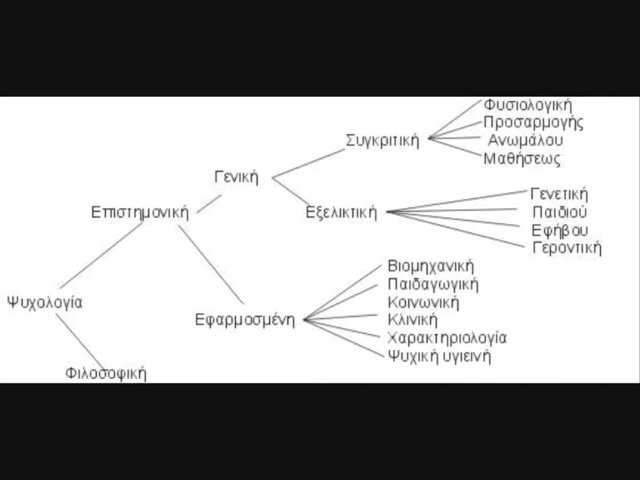 Φυσιολογική
Προσαρμογής
Συγκριτική
Ανωμάλου
Μαθήσεως
Γενική
Γενετική
Επιστημονική
Εξελικτική
Παιδιού
Εφήβου
Γεροντική
Βιομηχανική
Παιδαγωγική
Ψυχολογία
Κοινωνική
Εφαρμοσμένη
Κλινική
Χαρακτηριολογία
Ψυχική υγιεινή
Φιλοσοφική